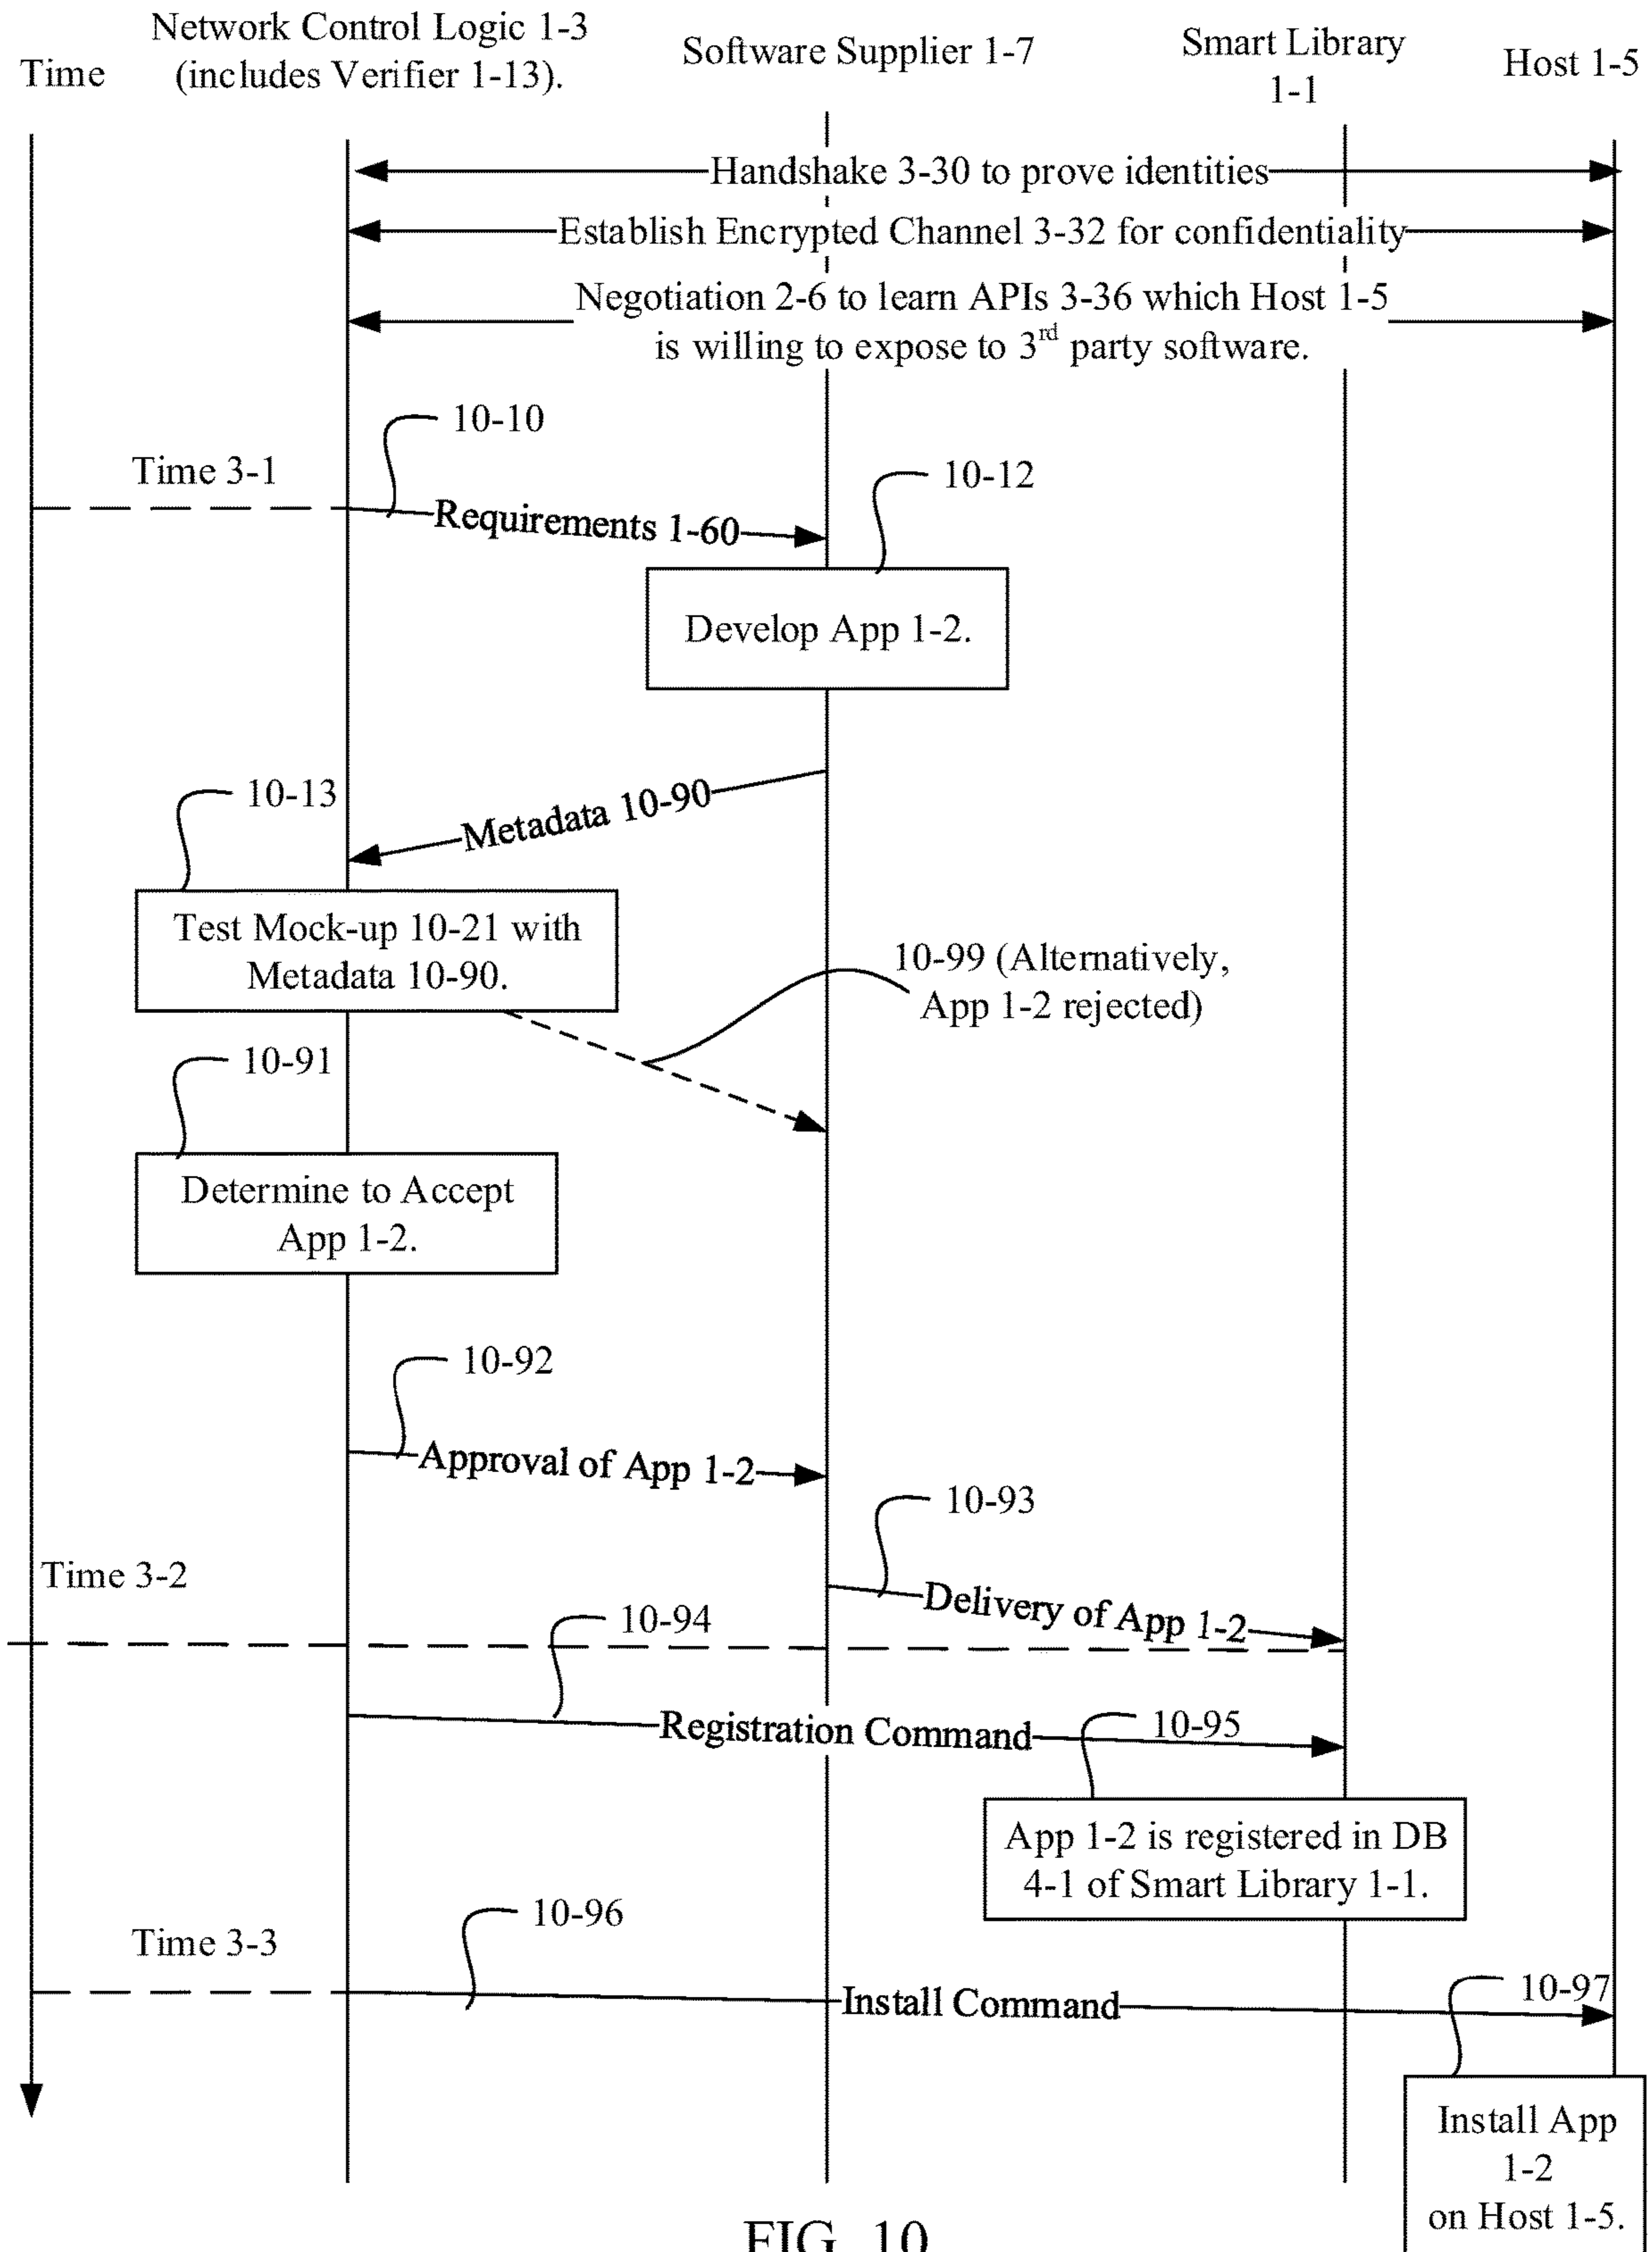 Time
Network Control Logic 1-3
(includes Verifier 1-13).
Software Supplier 1-7
Smart Library
1-1
Host 1-5
Handshake 3-30 to prove identities
Establish Encrypted Channel 3-32 for confidentiality
Negotiation 2-6 to learn APIs 3-36 which Host 1-5
is willing to expose to 3rd party software.
10-10
Time 3-1
Requirements 1-60
10-12
Develop App 1-2.
10-13
Metadata 10-90
Test Mock-up 10-21 with
Metadata 10-90.
10-99 (Alternatively,
App 1-2 rejected)
10-91
Determine to Accept
App 1-2.
10-92
Approval of App 1-2
10-93
Time 3-2
Delivery of App 1-2
10-94
Registration Command
10-95
App 1-2 is registered in DB
4-1 of Smart Library 1-1.
10-96
Time 3-3
Install Command
10-97
Install App
1-2
on Host 1-5.
FIG. 10